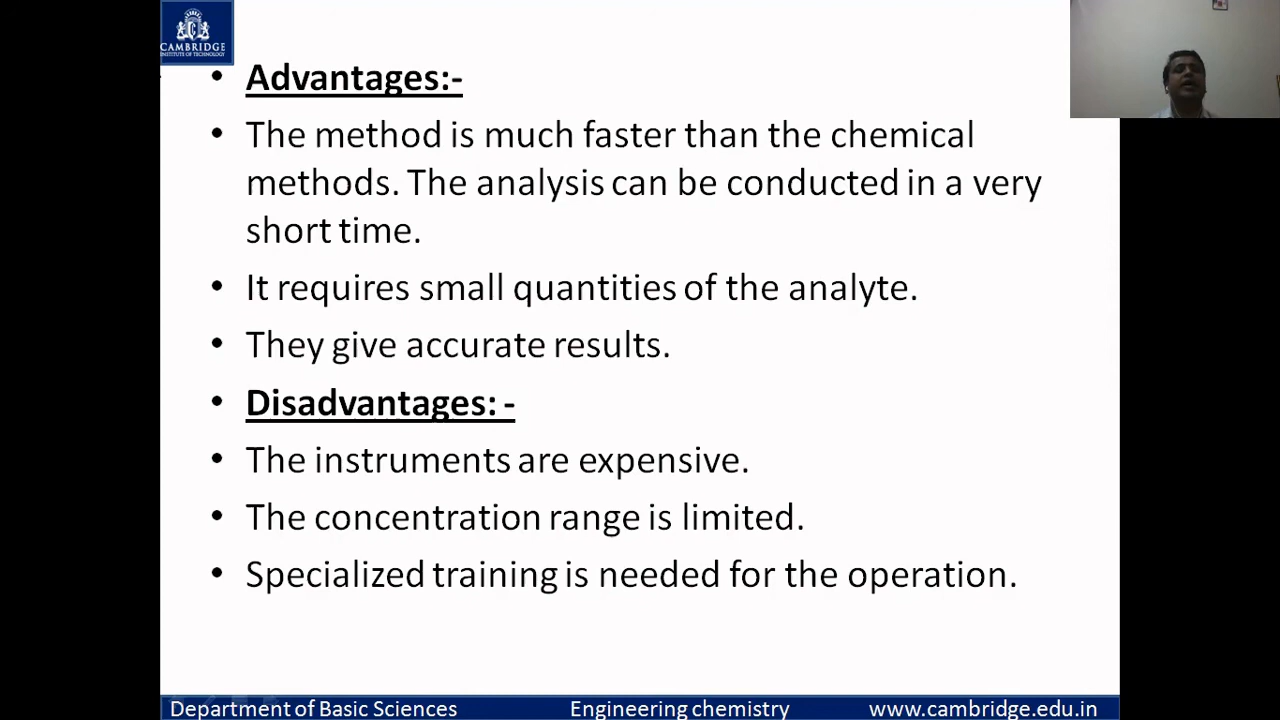 CAMBRIDGE
INSTITUTE OF TECHNOLOGY
• Advantages:-
• The method is much faster than the chemical
methods. The analysis can be conducted in a very
short time.
• It requires small quantities of the analyte.
• They give accurate results.
• Disadvantages: -
• The instruments are expensive.
• The concentration range is limited.
• Specialized training is needed for the operation.
Department of Basic Sciences Engineering chemistry www.cambridge.edu.in